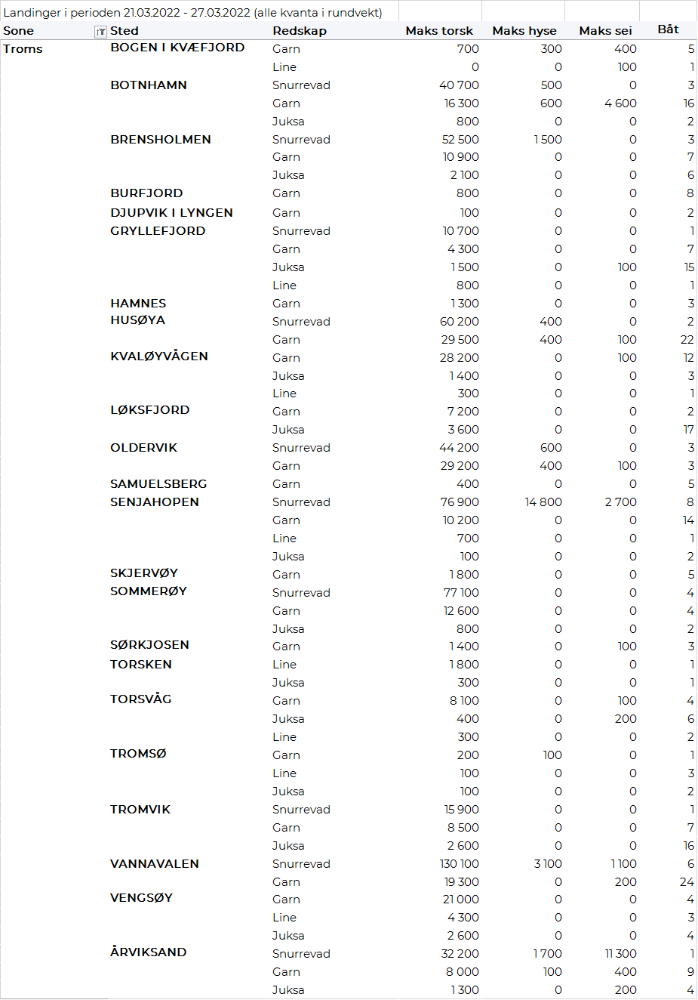 Landinger i perioden 21.03.2022 - 27.03.2022 (alle kvanta i rundvekt)
Sone Sted Redskap Maks torsk Maks hyse Maks sei Båt
Troms BOGEN I KVÆFJORD Garn 700 300 400 5
Line 0 0 100 1
BOTNHAMN Snurrevad 40 700 500 0 3
Garn 16 300 600 4 600 16
Juksa 800 0 0 2
BRENSHOLMEN Snurrevad 52 500 1 500 0 3
Garn 10 900 0 0 7
Juksa 2 100 0 0 6
BURFJORD Garn 800 0 0 8
DJUPVIK I LYNGEN Garn 100 0 0 2
GRYLLEFJORD Snurrevad 10 700 0 0 1
Garn 4 300 0 0 7
Juksa 1 500 0 100 15
Line 800 0 0 1
HAMNES Garn 1 300 0 0 3
HUSØYA Snurrevad 60 200 400 0 2
Garn 29 500 400 100 22
KVALØYVÅGEN Garn 28 200 0 100 12
Juksa 1 400 0 0 3
Line 300 0 0 1
LØKSFJORD Garn 7 200 0 0 2
Juksa 3 600 0 0 17
OLDERVIK Snurrevad 44 200 600 0 3
Garn 29 200 400 100 3
SAMUELSBERG Garn 400 0 0 5
SENJAHOPEN Snurrevad 76 900 14 800 2 700 8
Garn 10 200 0 0 14
Line 700 0 0 1
Juksa 100 0 0 2
SKJERVØY Garn 1 800 0 0 5
SOMMERØY Snurrevad 77 100 0 0 4
Garn 12 600 0 0 4
Juksa 800 0 0 2
SØRKJOSEN Garn 1 400 0 100 3
TORSKEN Line 1 800 0 0 1
Juksa 300 0 0 1
TORSVÅG Garn 8 100 0 100 4
Juksa 400 0 200 6
Line 300 0 0 2
TROMSØ Garn 200 100 0 1
Line 100 0 0 3
Juksa 100 0 0 2
TROMVIK Snurrevad 15 900 0 0 1
Garn 8 500 0 0 7
Juksa 2 600 0 0 16
VANNAVALEN Snurrevad 130 100 3 100 1 100 6
Garn 19 300 0 200 24
VENGSØY Garn 21 000 0 0 4
Line 4 300 0 0 3
Juksa 2 600 0 0 4
ÅRVIKSAND Snurrevad 32 200 1 700 11 300 1
Garn 8 000 100 400 9
Juksa 1 300 0 200 4